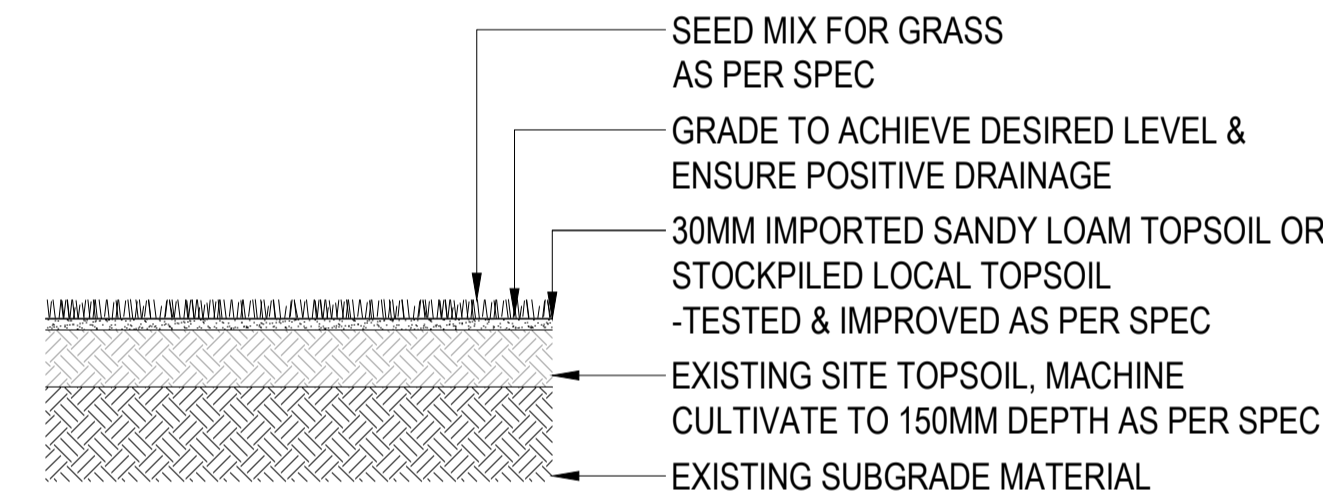 SEED MIX FOR GRASS
AS PER SPEC
GRADE TO ACHIEVE DESIRED LEVEL &
ENSURE POSITIVE DRAINAGE
30MM IMPORTED SANDY LOAM TOPSOIL OR
STOCKPILED LOCAL TOPSOIL
-TESTED & IMPROVED AS PER SPEC
EXISTING SITE TOPSOIL, MACHINE
CULTIVATE TO 150MM DEPTH AS PER SPEC
EXISTING SUBGRADE MATERIAL